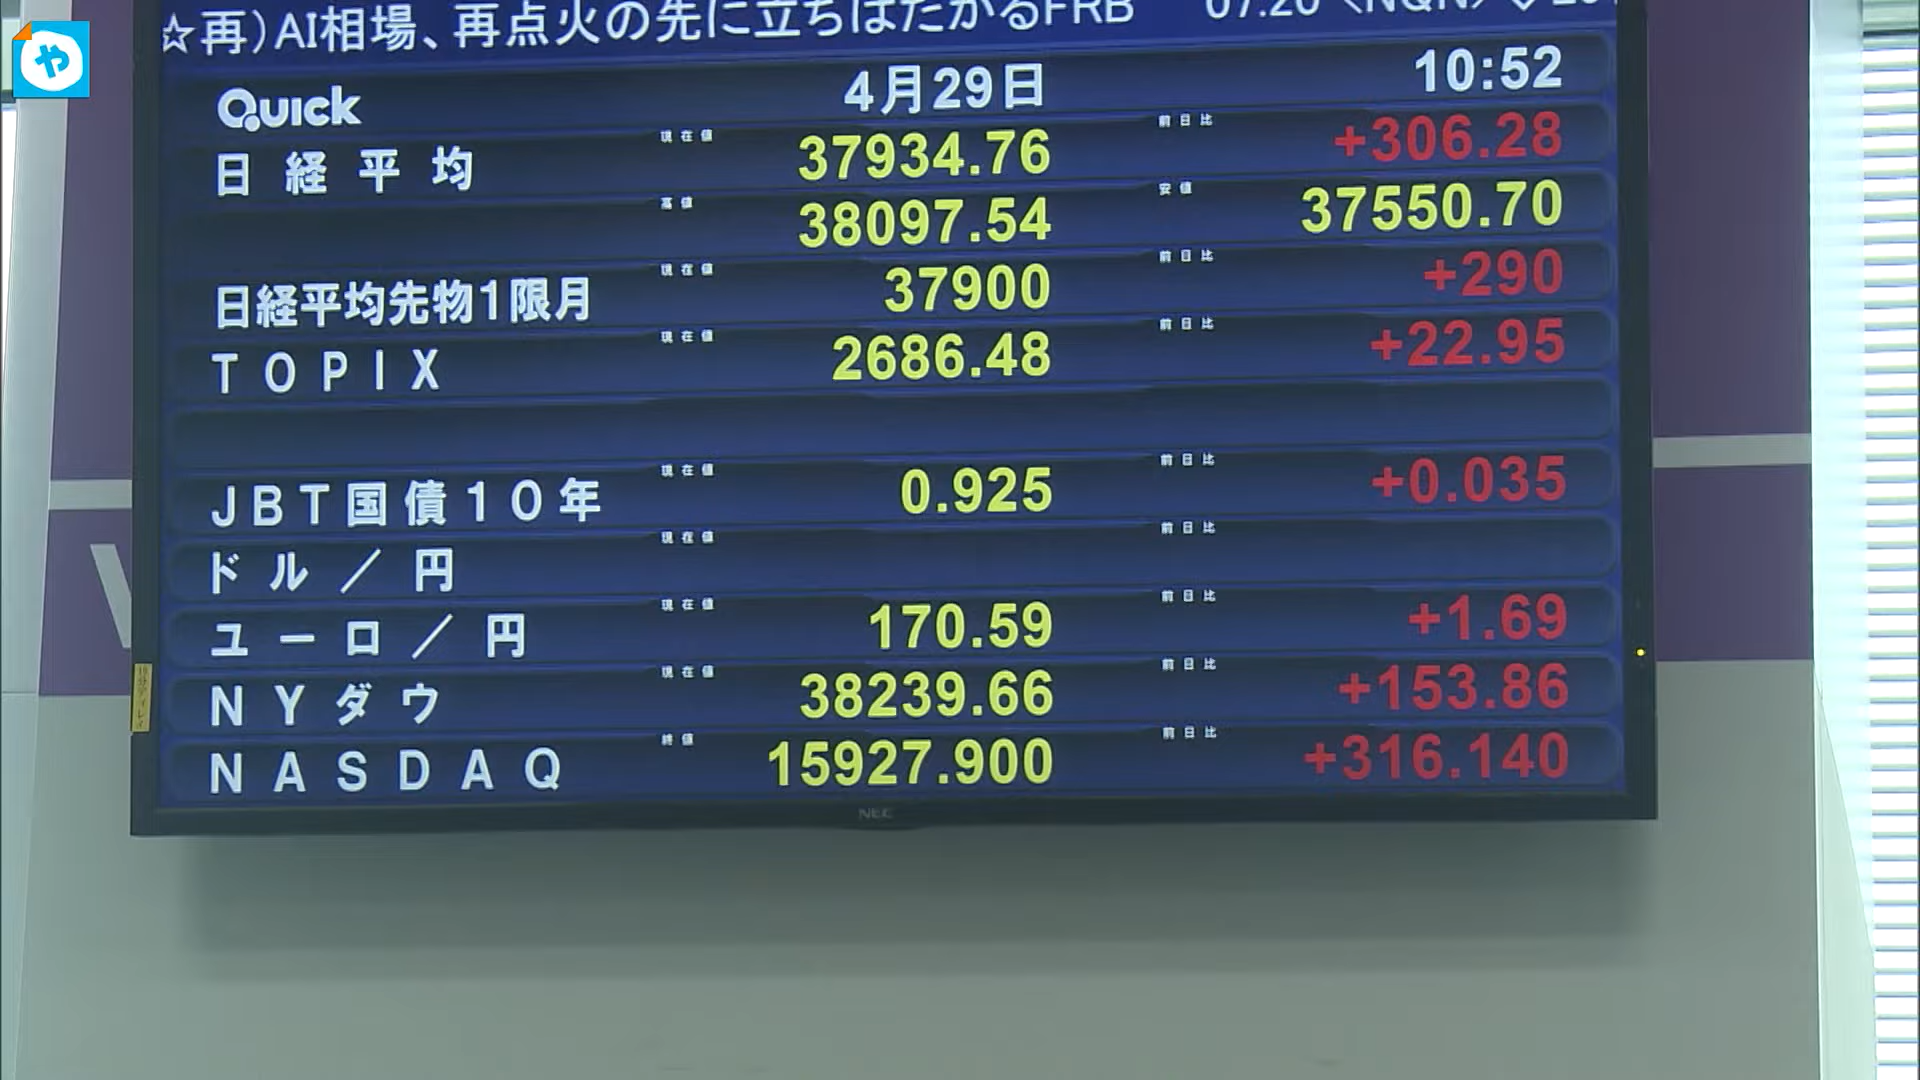 ☆再）AI相場、再点火の先に立ちはだかるFRB 07:20 <NQN>◇
や
Quick 4月29日 10:52
日経平均 現在値 37934.76 前日比 +306.28
高値 38097.54 安値 37550.70
日経平均先物1限月 現在値 37900 前日比 +290
TOPIX 現在値 2686.48 前日比 +22.95
JBT国債10年 現在値 0.925 前日比 +0.035
ドル／円 現在値 前日比
ユーロ／円 現在値 170.59 前日比 +1.69
NYダウ 現在値 38239.66 前日比 +153.86
NASDAQ 終値 15927.900 前日比 +316.140
NEC